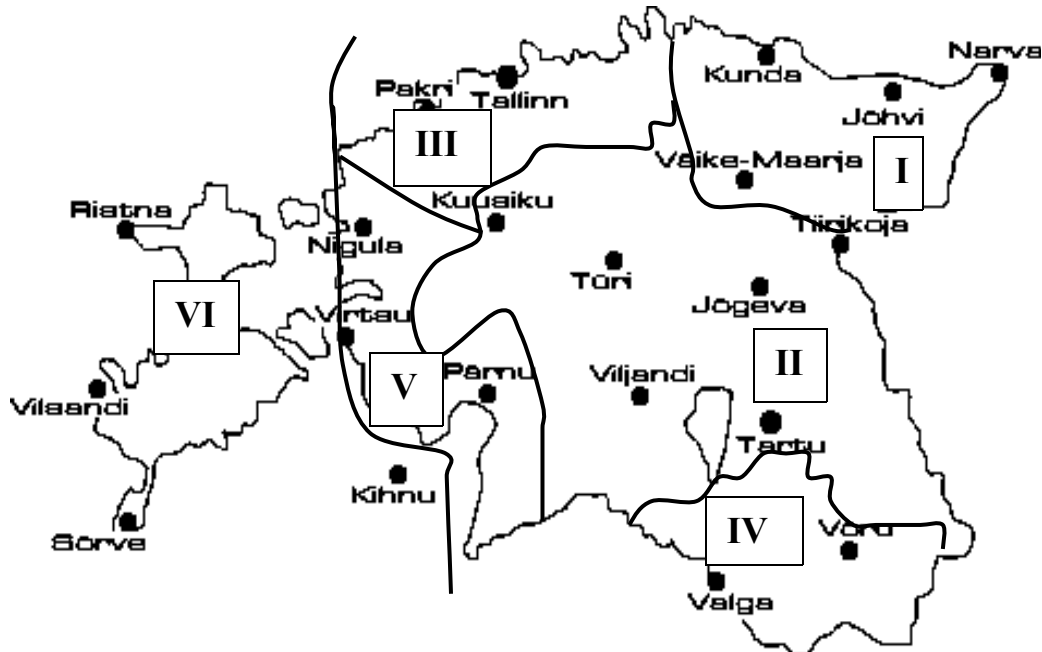 Narva
Kunda
Pakri
Tallinn
Jõhvi
III
Väike-Maarja
I
Ristna
Kuusiku
Tiirikoja
Nigula
Türi
Jõgeva
VI
Virtsu
II
V
Pärnu
Viljandi
Vilsandi
Tartu
Kihnu
IV
Sõrve
Võru
Valga